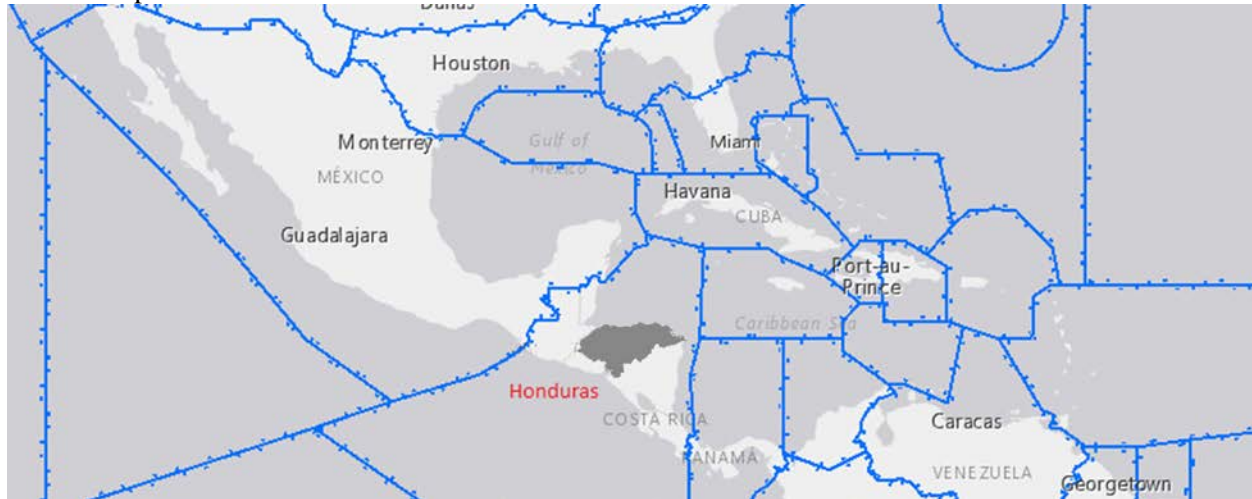 Houston
Monterrey
Gulf of
Mexico
Miami
MÉXICO
Havana
CUBA
Guadalajara
Port-au-
Prince
Caribbean Sea
Honduras
COSTA RICA
Caracas
PANAMÁ
VENEZUELA
Georgetown